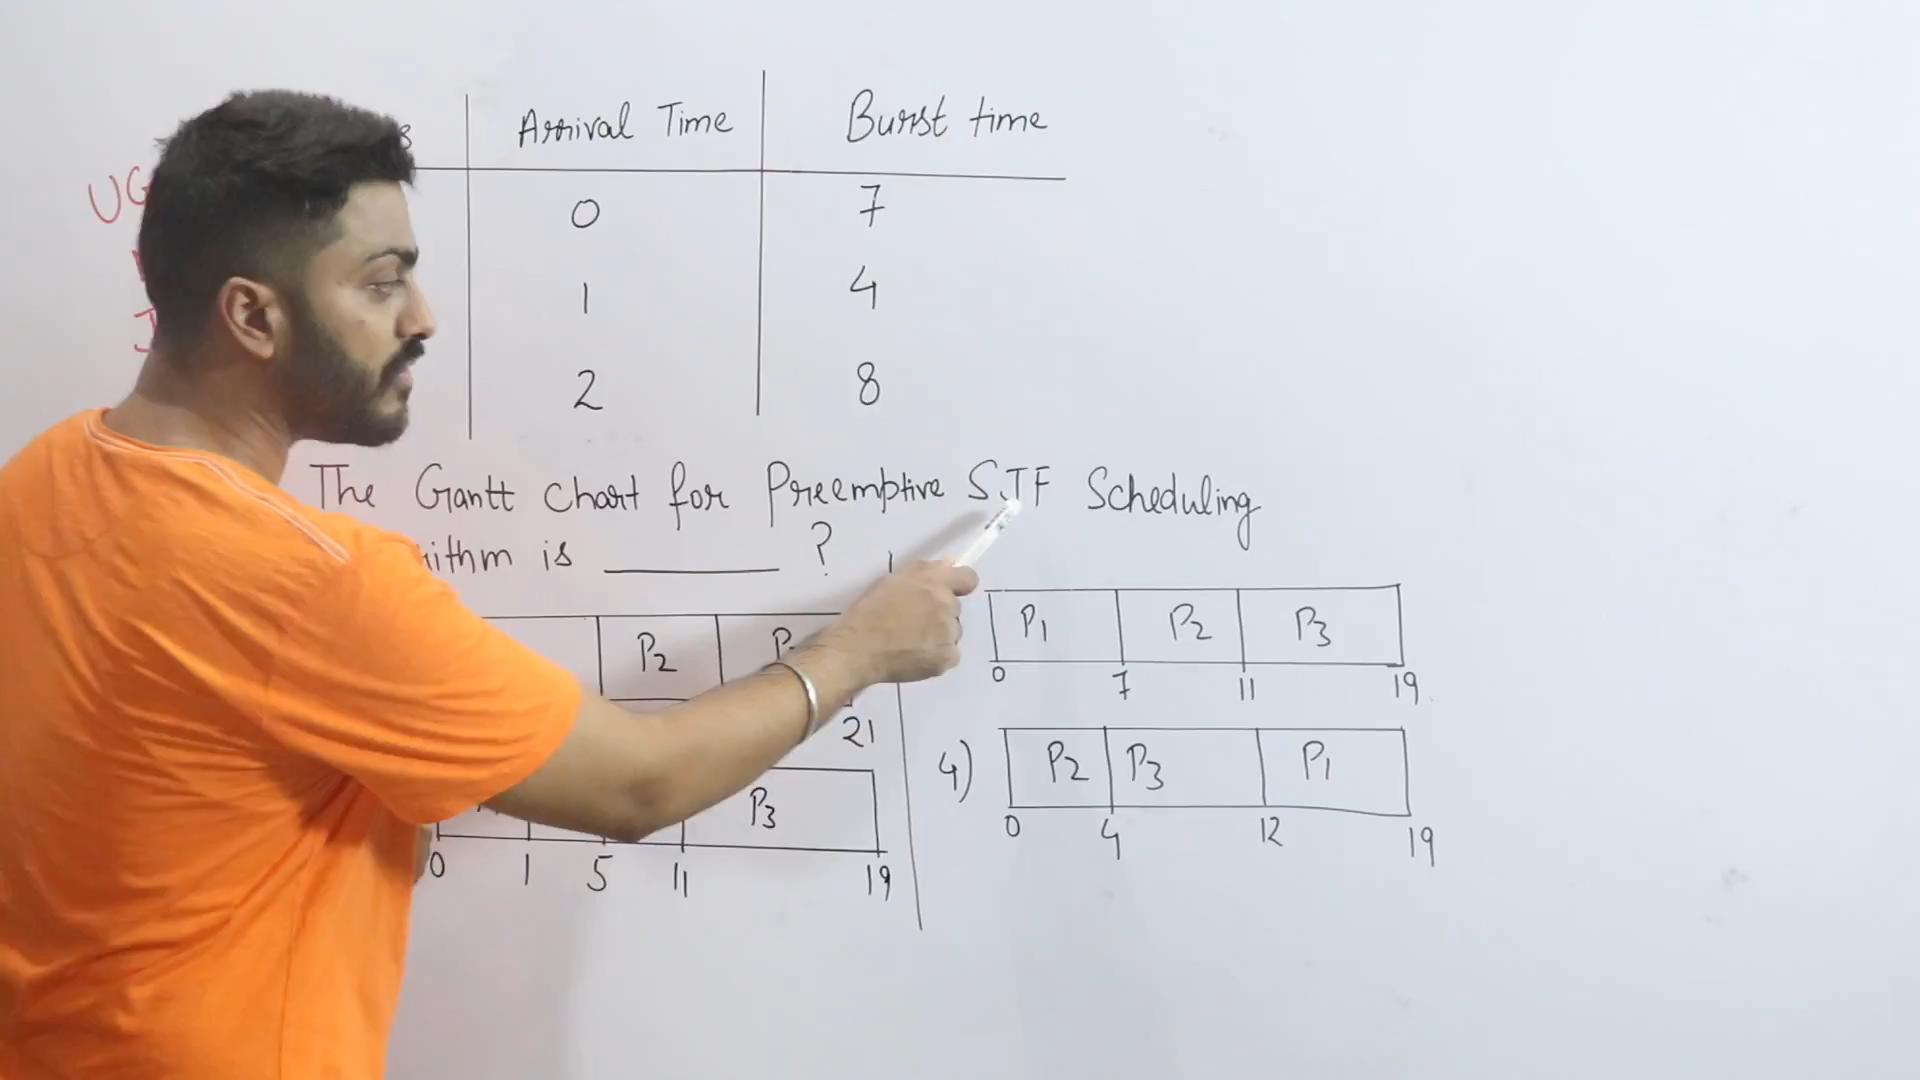 Arrival Time Burst time
UG
0 7
1 4
2 8
The Gantt chart for Preemptive SJF Scheduling
ithm is ______ ?
P2
21
P1 P2 P3
0 7 11 19
P3
0 1 5 11 19
4) P2 P3 P1
0 4 12 19